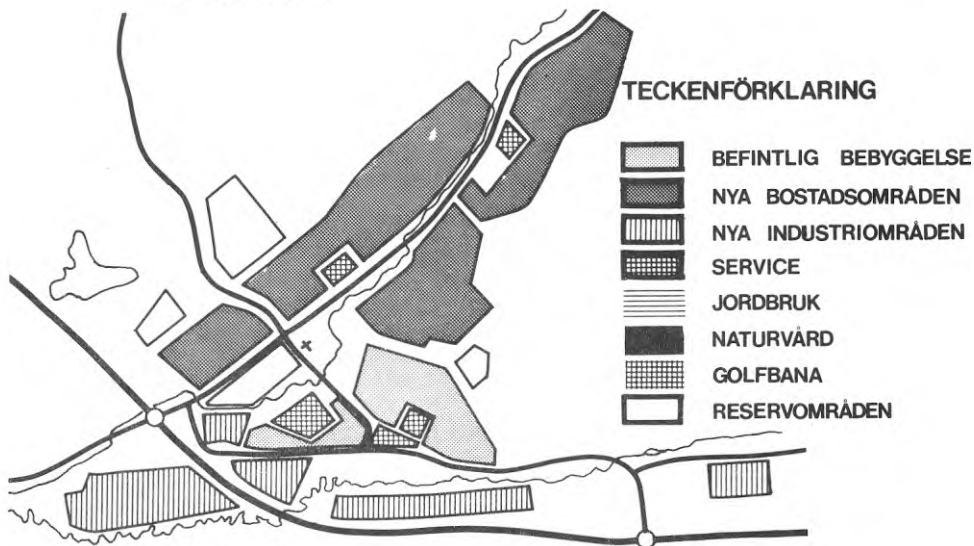 TECKENFÖRKLARING
BEFINTLIG BEBYGGELSE
NYA BOSTADSOMRÅDEN
NYA INDUSTRIOMRÅDEN
SERVICE
JORDBRUK
NATURVÅRD
GOLFBANA
RESERVOMRÅDEN